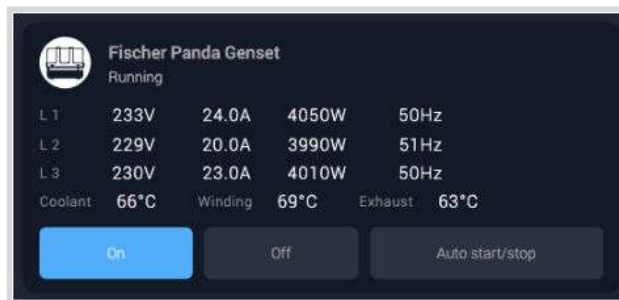 Fischer Panda Genset
Running
L 1 233V 24.0A 4050W 50Hz
L 2 229V 20.0A 3990W 51Hz
L 3 230V 23.0A 4010W 50Hz
Coolant 66°C Winding 69°C Exhaust 63°C
On Off Auto start/stop